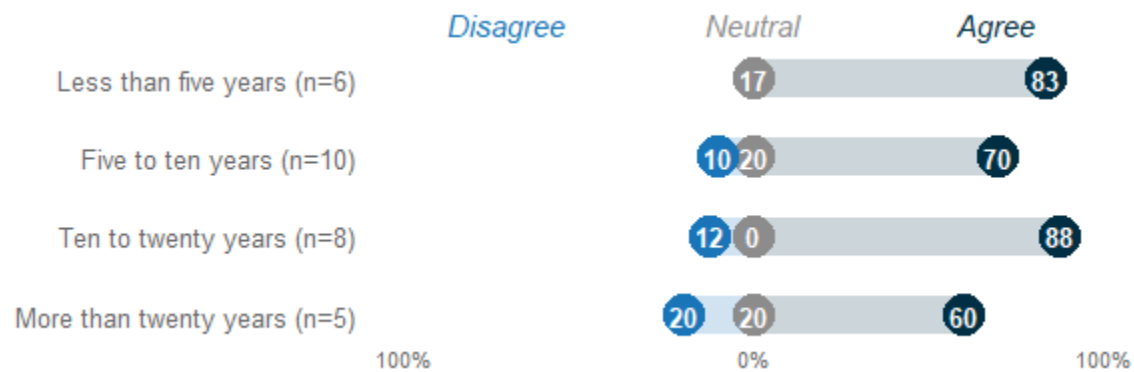 Disagree Neutral Agree
Less than five years (n=6) 17 83
Five to ten years (n=10) 10 20 70
Ten to twenty years (n=8) 12 0 88
More than twenty years (n=5) 20 20 60
100% 0% 100%